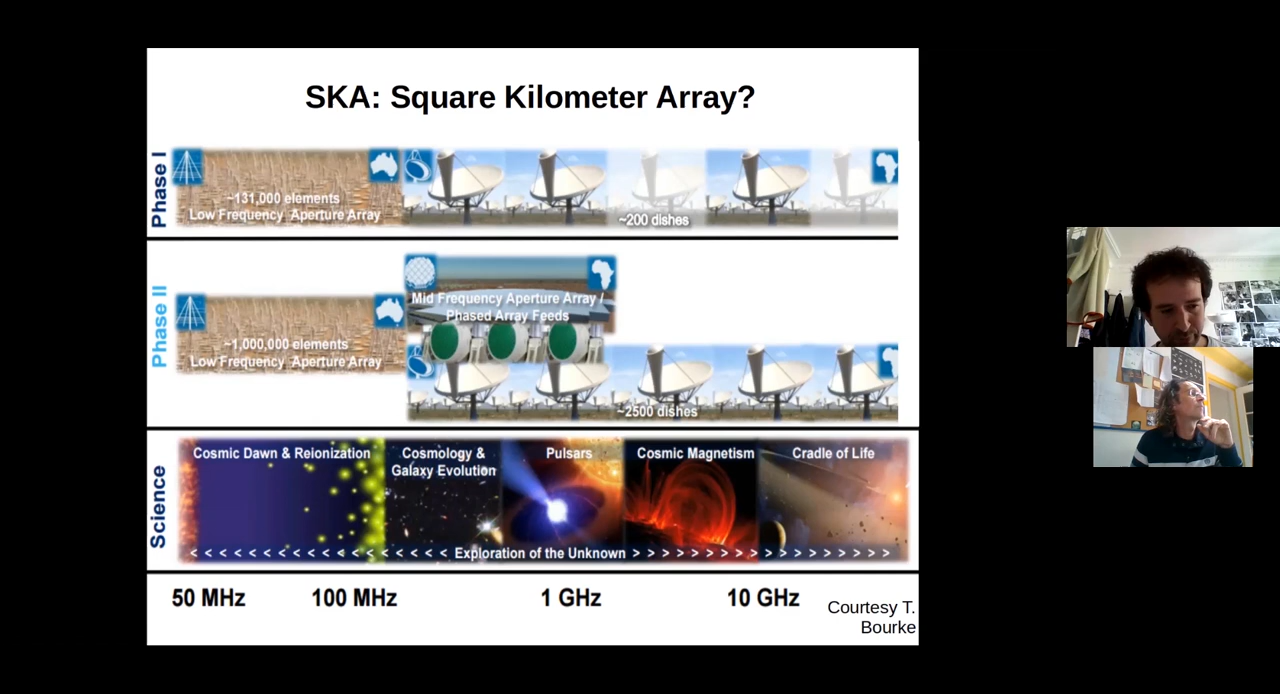 SKA: Square Kilometer Array?
Phase I
~131,000 elements
Low Frequency Aperture Array
~200 dishes
Phase II
~1,000,000 elements
Low Frequency Aperture Array
Mid Frequency Aperture Array /
Phased Array Feeds
~2500 dishes
Science
Cosmic Dawn & Reionization
Cosmology &
Galaxy Evolution
Pulsars
Cosmic Magnetism
Cradle of Life
< < < < < < < < < < < < < < < < < < Exploration of the Unknown > > > > > > > > > > > > > > > > > >
50 MHz 100 MHz 1 GHz 10 GHz
Courtesy T.
Bourke